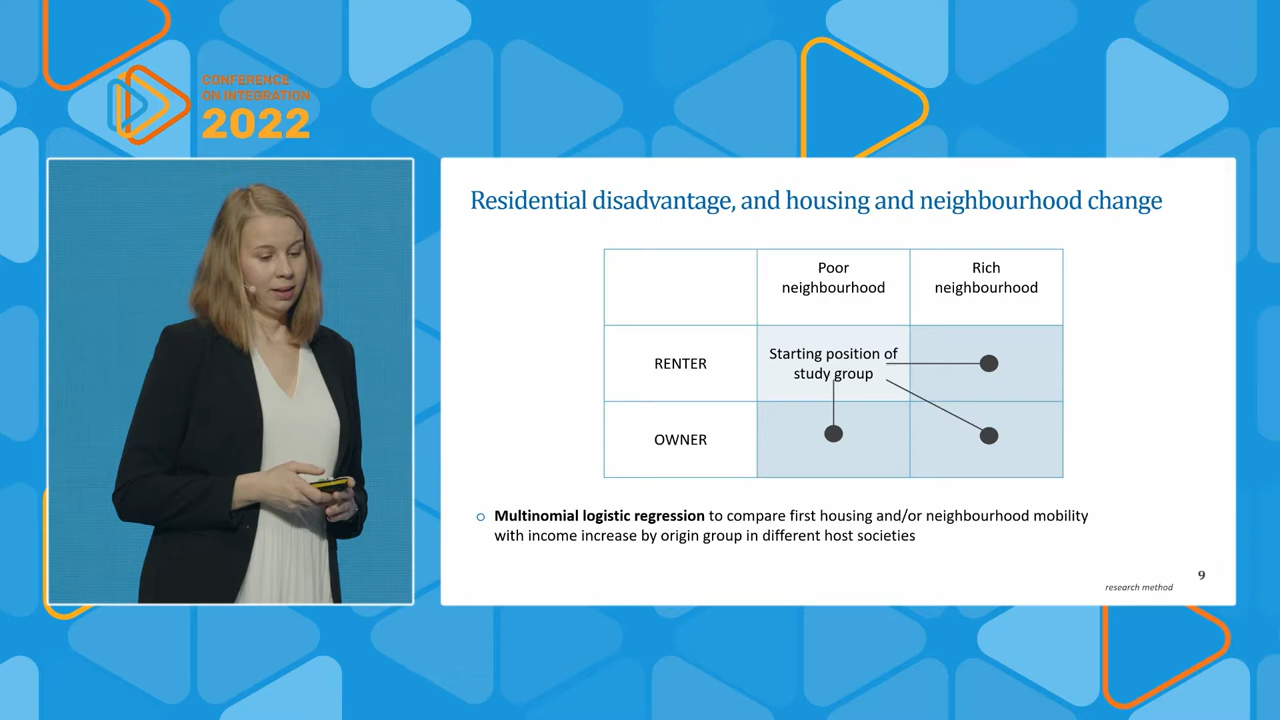 CONFERENCE
ON INTEGRATION
2022
Residential disadvantage, and housing and neighbourhood change
Poor
neighbourhood
Rich
neighbourhood
RENTER
Starting position of
study group
OWNER
Multinomial logistic regression to compare first housing and/or neighbourhood mobility
with income increase by origin group in different host societies
9
research method